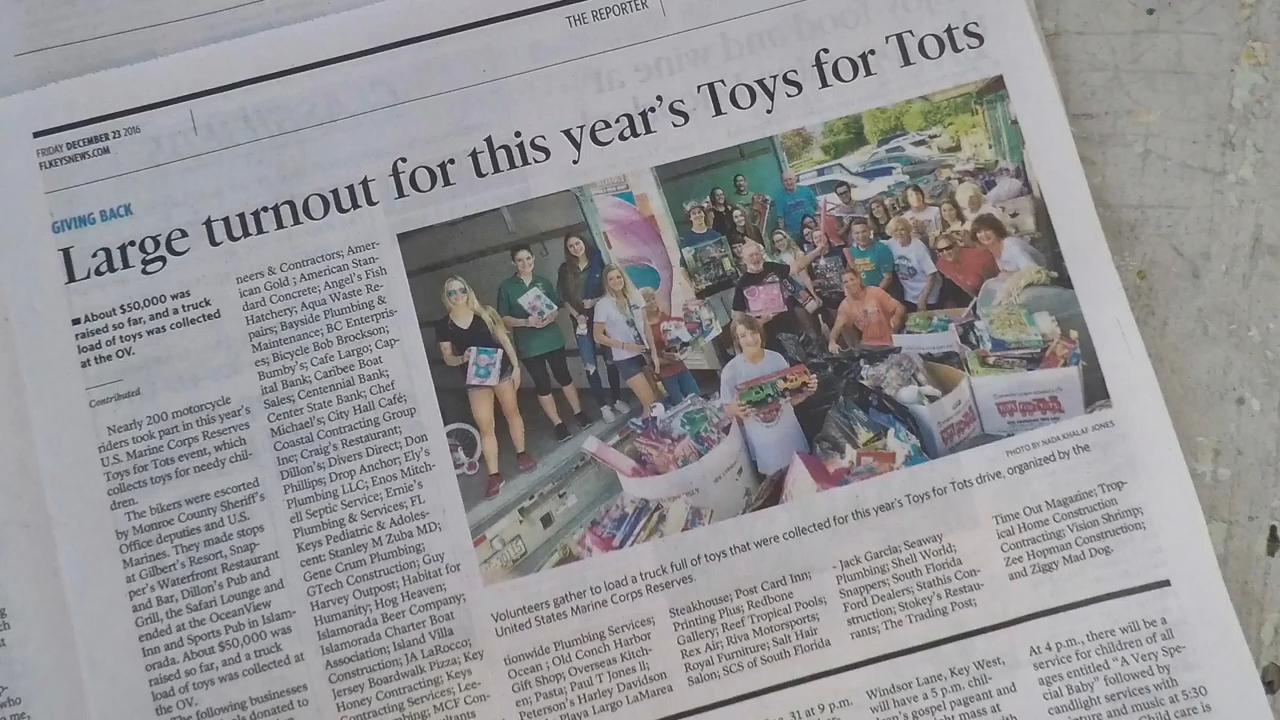 THE REPORTER
FRIDAY DECEMBER 23 2016
FLKEYSNEWS.COM
GIVING BACK
Large turnout for this year's Toys for Tots
■ About $50,000 was
raised so far, and a truck
load of toys was collected
at the OV.
Contributed
Nearly 200 motorcycle
riders took part in this year's
U.S. Marine Corps Reserves
Toys for Tots event, which
collects toys for needy chil-
dren.
The bikers were escorted
by Monroe County Sheriff's
Office deputies and U.S.
Marines. They made stops
at Gilbert's Resort, Snap-
per's Waterfront Restaurant
and Bar, Dillon's Pub and
Grill, the Safari Lounge and
ended at the OceanView
Inn and Sports Pub in Islam-
orada. About $50,000 was
raised so far, and a truck
load of toys was collected at
the OV.
The following businesses
donated to
neers & Contractors; Amer-
ican Gold ; American Stan-
dard Concrete; Angel's Fish
Hatchery; Aqua Waste Re-
pairs; Bayside Plumbing &
Maintenance; BC Enterpris-
es; Bicycle Bob Brockson;
Bumby's; Cafe Largo; Cap-
ital Bank; Caribee Boat
Sales; Centennial Bank;
Center State Bank; Chef
Michael's; City Hall Café;
Coastal Contracting Group
Inc; Craig's Restaurant;
Dillon's; Divers Direct; Don
Phillips; Drop Anchor; Ely's
Plumbing LLC; Enos Mitch-
ell Septic Service; Ernie's
Plumbing & Services; FL
Keys Pediatric & Adoles-
cent: Stanley M Zuba MD;
Gene Crum Plumbing;
GTech Construction; Guy
Harvey Outpost; Habitat for
Humanity; Hog Heaven;
Islamorada Beer Company;
Islamorada Charter Boat
Association; Island Villa
Construction; JA LaRocco;
Jersey Boardwalk Pizza; Key
Honey Contracting; Keys
Contracting Services; Lee-
MCF Con-
PHOTO BY NADA KHALAF JONES
Volunteers gather to load a truck full of toys that were collected for this year's Toys for Tots drive, organized by the
United States Marine Corps Reserves.
tionwide Plumbing Services;
Ocean ; Old Conch Harbor
Gift Shop; Overseas Kitch-
en; Pasta; Paul T Jones ll;
Peterson's Harley Davidson
Playa Largo LaMarea
Steakhouse; Post Card Inn;
Printing Plus; Redbone
Gallery; Reef Tropical Pools;
Rex Air; Riva Motorsports;
Royal Furniture; Salt Hair
Salon; SCS of South Florida
- Jack Garcia; Seaway
Plumbing; Shell World;
Snappers; South Florida
Ford Dealers; Stathis Con-
struction; Stokey's Restau-
rants; The Trading Post;
Time Out Magazine; Trop-
ical Home Construction
Contracting; Vision Shrimp;
Zee Hopman Construction;
and Ziggy Mad Dog.
31 at 9 p.m.
Windsor Lane, Key West,
will have a 5 p.m. chil-
gospel pageant and
mass at
At 4 p.m., there will be a
service for children of all
ages entitled "A Very Spe-
cial Baby" followed by
candlight services with
and music at 5:30
care is